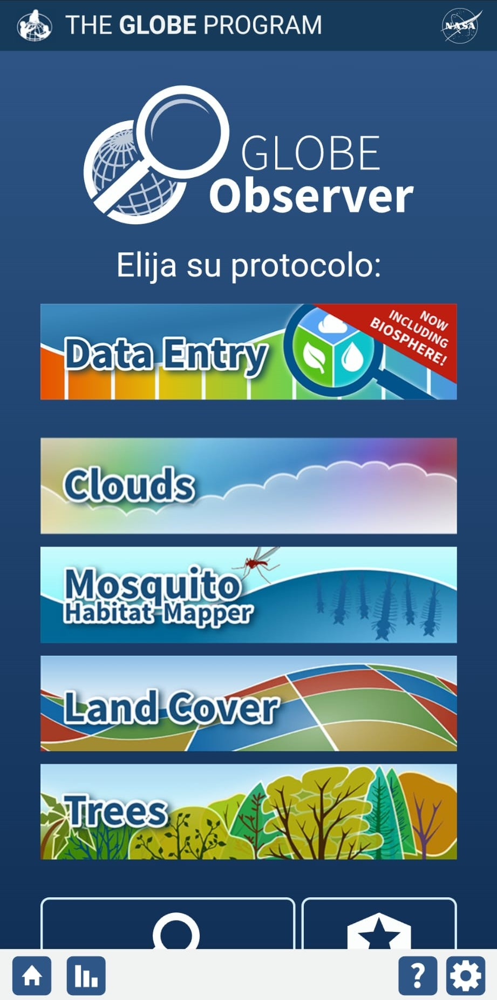 THE GLOBE PROGRAM
NASA
GLOBE
Observer
Elija su protocolo:
Data Entry
NOW
INCLUDING
BIOSPHERE!
Clouds
Mosquito
Habitat Mapper
Land Cover
Trees
?